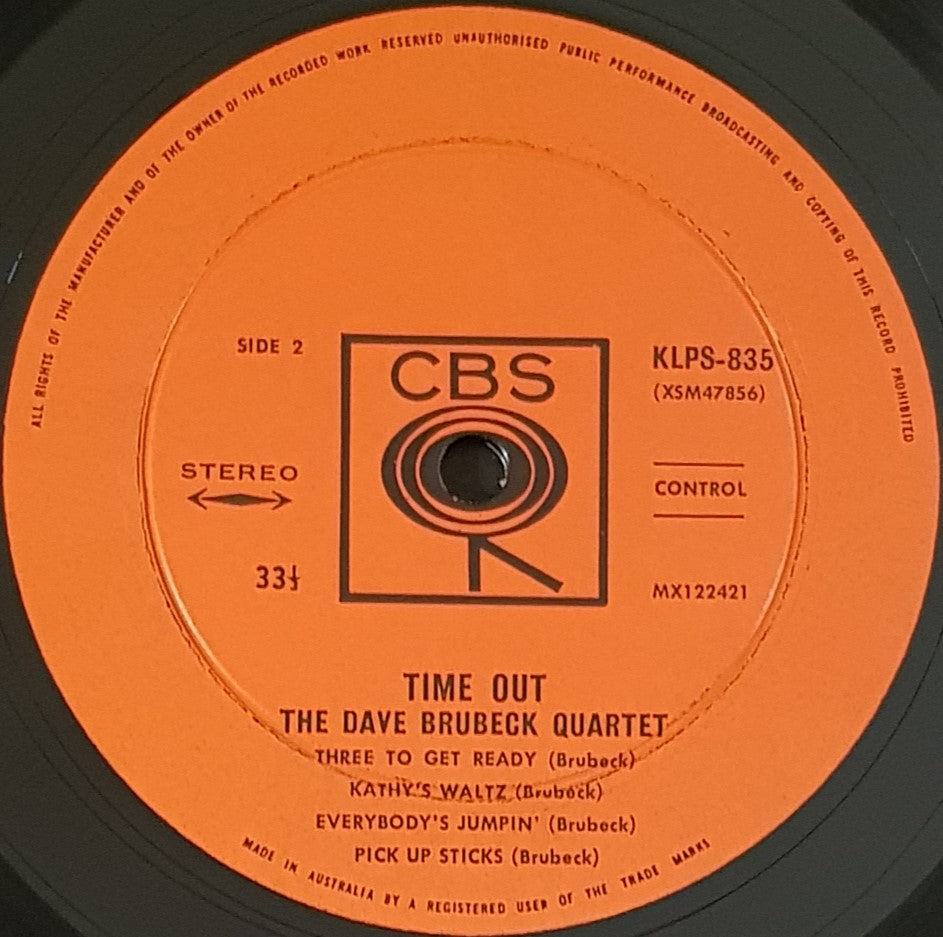 ALL RIGHTS OF THE MANUFACTURER AND OF THE OWNER OF THE RECORDED WORK RESERVED UNAUTHORISED PUBLIC PERFORMANCE BROADCASTING AND COPYING OF THIS RECORD PROHIBITED
SIDE 2
CBS
KLPS-835
(XSM47856)
STEREO
CONTROL
33⅓
MX122421
TIME OUT
THE DAVE BRUBECK QUARTET
THREE TO GET READY (Brubeck)
KATHY'S WALTZ (Brubeck)
EVERYBODY'S JUMPIN' (Brubeck)
PICK UP STICKS (Brubeck)
MADE IN AUSTRALIA BY A REGISTERED USER OF THE TRADE MARKS